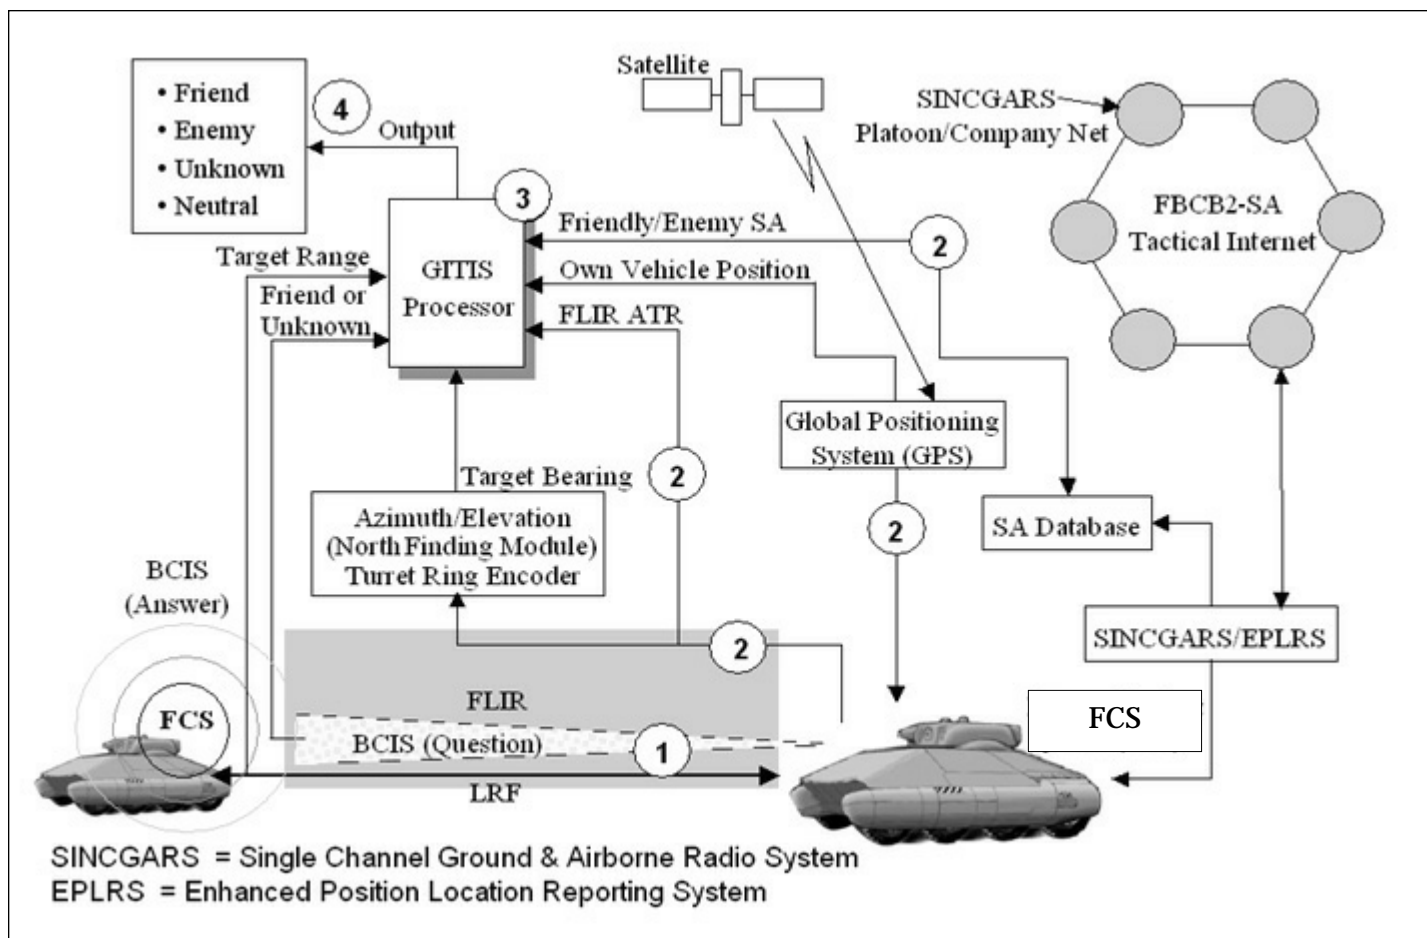 Satellite
• Friend
• Enemy
• Unknown
• Neutral
4
Output
SINCGARS
Platoon/Company Net
FBCB2-SA
Tactical Internet
3
Friendly/Enemy SA
2
Target Range
Friend or
Unknown
GITIS
Processor
Own Vehicle Position
FLIR ATR
Global Positioning
System (GPS)
2
2
Target Bearing
Azimuth/Elevation
(North Finding Module)
Turret Ring Encoder
SA Database
BCIS
(Answer)
SINCGARS/EPLRS
2
FLIR
FCS
BCIS (Question)
1
LRF
FCS
SINCGARS = Single Channel Ground & Airborne Radio System
EPLRS = Enhanced Position Location Reporting System